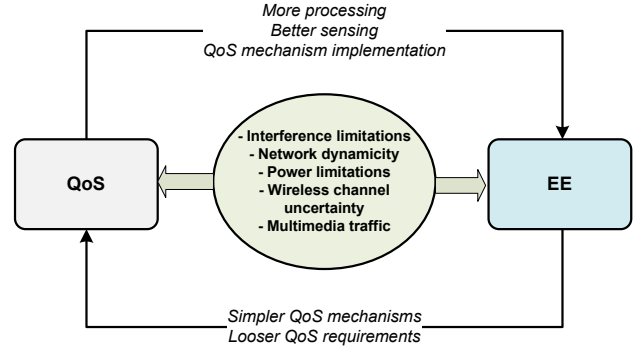 More processing
Better sensing
QoS mechanism implementation
QoS
- Interference limitations
- Network dynamicity
- Power limitations
- Wireless channel
uncertainty
- Multimedia traffic
EE
Simpler QoS mechanisms
Looser QoS requirements